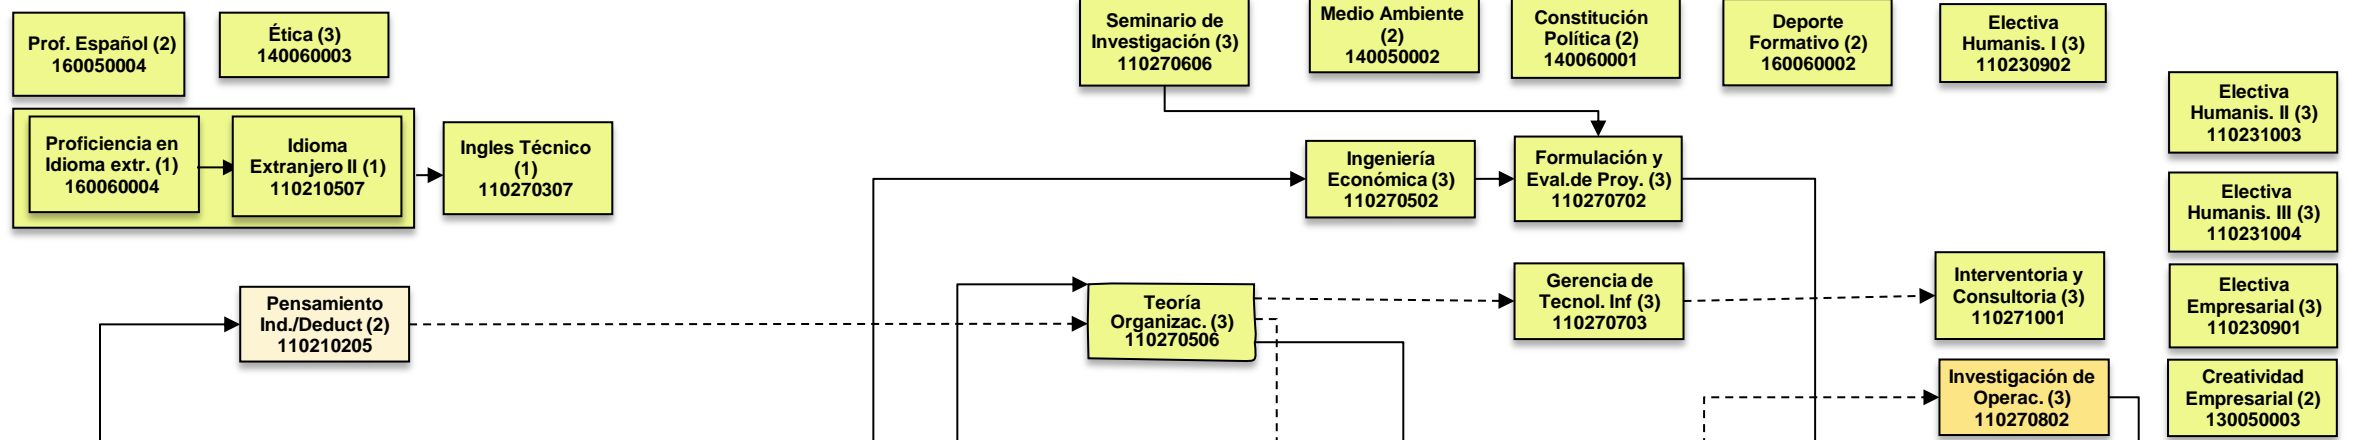 Prof. Español (2)
160050004
Ética (3)
140060003
Seminario de
Investigación (3)
110270606
Medio Ambiente
(2)
140050002
Constitución
Política (2)
140060001
Deporte
Formativo (2)
160060002
Electiva
Humanis. I (3)
110230902
Electiva
Humanis. II (3)
110231003
Proficiencia en
Idioma extr. (1)
160060004
Idioma
Extranjero II (1)
110210507
Ingles Técnico
(1)
110270307
Ingeniería
Económica (3)
110270502
Formulación y
Eval.de Proy. (3)
110270702
Electiva
Humanis. III (3)
110231004
Pensamiento
Ind./Deduct (2)
110210205
Teoría
Organizac. (3)
110270506
Gerencia de
Tecnol. Inf (3)
110270703
Interventoria y
Consultoria (3)
110271001
Electiva
Empresarial (3)
110230901
Investigación de
Operac. (3)
110270802
Creatividad
Empresarial (2)
130050003